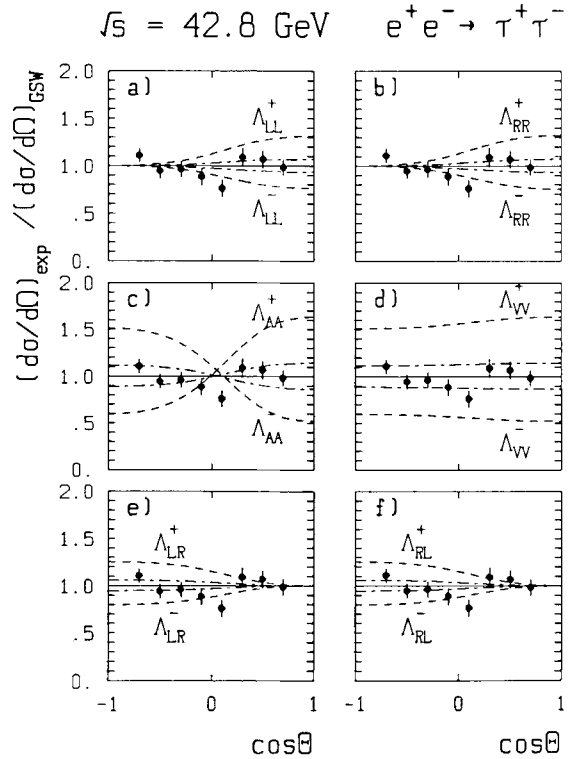 √s = 42.8 GeV e⁺e⁻→ τ⁺τ⁻
(dσ/dΩ)exp /(dσ/dΩ)GSW
2.0
1.5
1.0
.5
0.
a)
Λ⁺LL
Λ⁻LL
b)
Λ⁺RR
Λ⁻RR
2.0
1.5
1.0
.5
0.
c)
Λ⁺AA
Λ⁻AA
d)
Λ⁺VV
Λ⁻VV
2.0
1.5
1.0
.5
0.
e)
Λ⁺LR
Λ⁻LR
f)
Λ⁺RL
Λ⁻RL
-1 0 1
-1 0 1
cosΘ
cosΘ